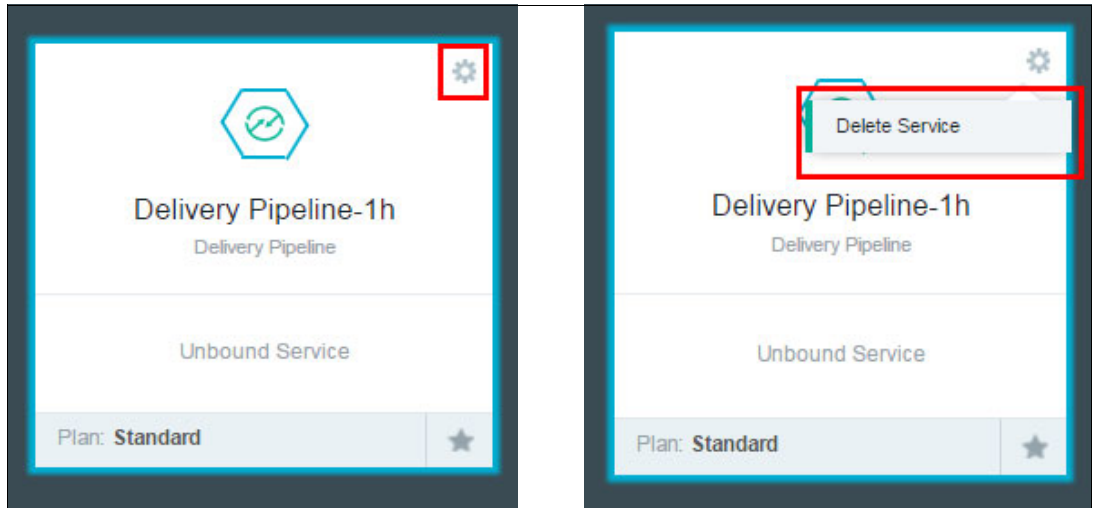 Delivery Pipeline-1h
Delivery Pipeline
Unbound Service
Plan: Standard
Delete Service
Delivery Pipeline-1h
Delivery Pipeline
Unbound Service
Plan: Standard